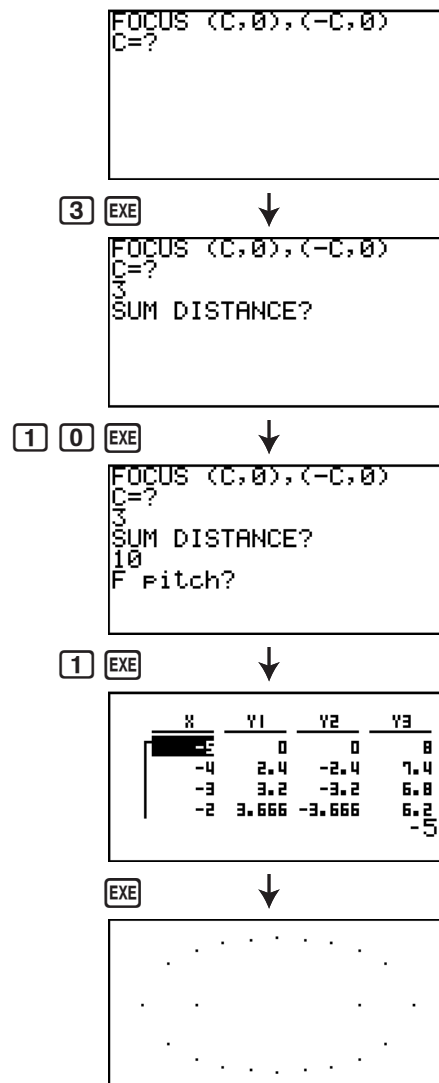 FOCUS (C,0),(-C,0)
C=?
3 EXE
FOCUS (C,0),(-C,0)
C=?
3
SUM DISTANCE?
1 0 EXE
FOCUS (C,0),(-C,0)
C=?
3
SUM DISTANCE?
10
F pitch?
1 EXE
X Y1 Y2 Y3
-5 0 0 8
-4 2.4 -2.4 7.4
-3 3.2 -3.2 6.8
-2 3.666 -3.666 6.2
-5
EXE